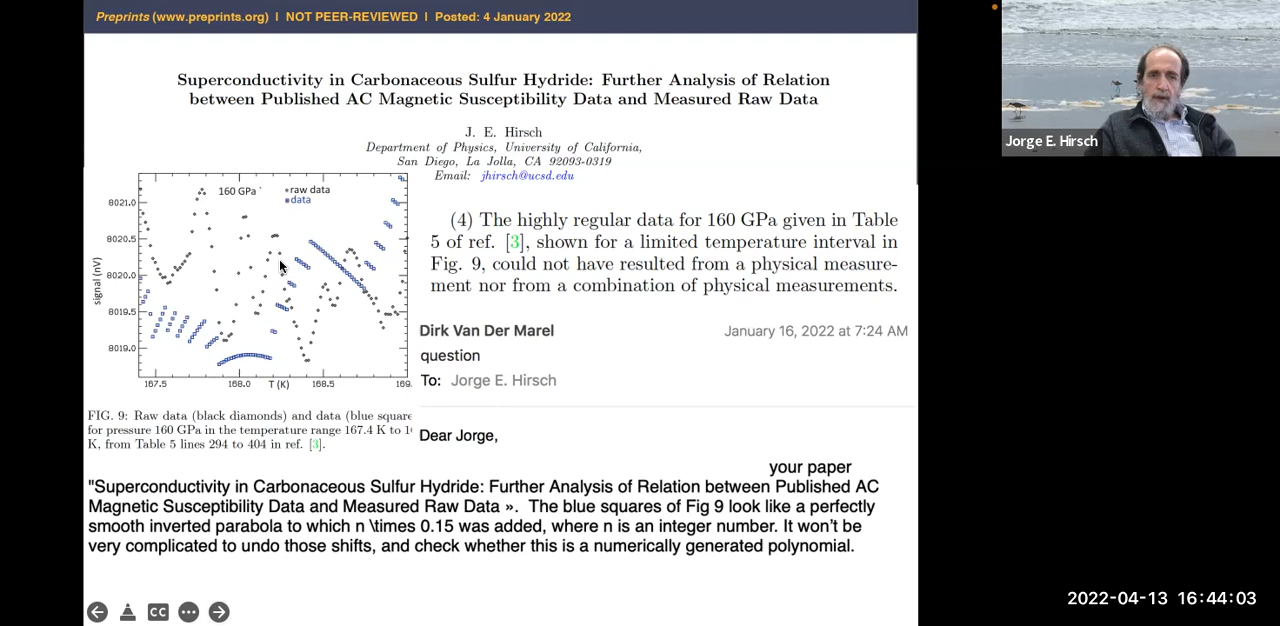 Preprints (www.preprints.org) | NOT PEER-REVIEWED | Posted: 4 January 2022
Superconductivity in Carbonaceous Sulfur Hydride: Further Analysis of Relation
between Published AC Magnetic Susceptibility Data and Measured Raw Data
J. E. Hirsch
Department of Physics, University of California,
San Diego, La Jolla, CA 92093-0319
Email: jhirsch@ucsd.edu
160 GPa `
raw data
data
8021.0
8020.5
8020.0
8019.5
8019.0
signal (nV)
167.5
168.0
T (K)
168.5
169.
FIG. 9: Raw data (black diamonds) and data (blue square
for pressure 160 GPa in the temperature range 167.4 K to 1
K, from Table 5 lines 294 to 404 in ref. [3].
(4) The highly regular data for 160 GPa given in Table
5 of ref. [3], shown for a limited temperature interval in
Fig. 9, could not have resulted from a physical measure-
ment nor from a combination of physical measurements.
Dirk Van Der Marel January 16, 2022 at 7:24 AM
question
To: Jorge E. Hirsch
Dear Jorge,
your paper
"Superconductivity in Carbonaceous Sulfur Hydride: Further Analysis of Relation between Published AC
Magnetic Susceptibility Data and Measured Raw Data ». The blue squares of Fig 9 look like a perfectly
smooth inverted parabola to which n \times 0.15 was added, where n is an integer number. It won't be
very complicated to undo those shifts, and check whether this is a numerically generated polynomial.
CC
Jorge E. Hirsch
2022-04-13 16:44:03